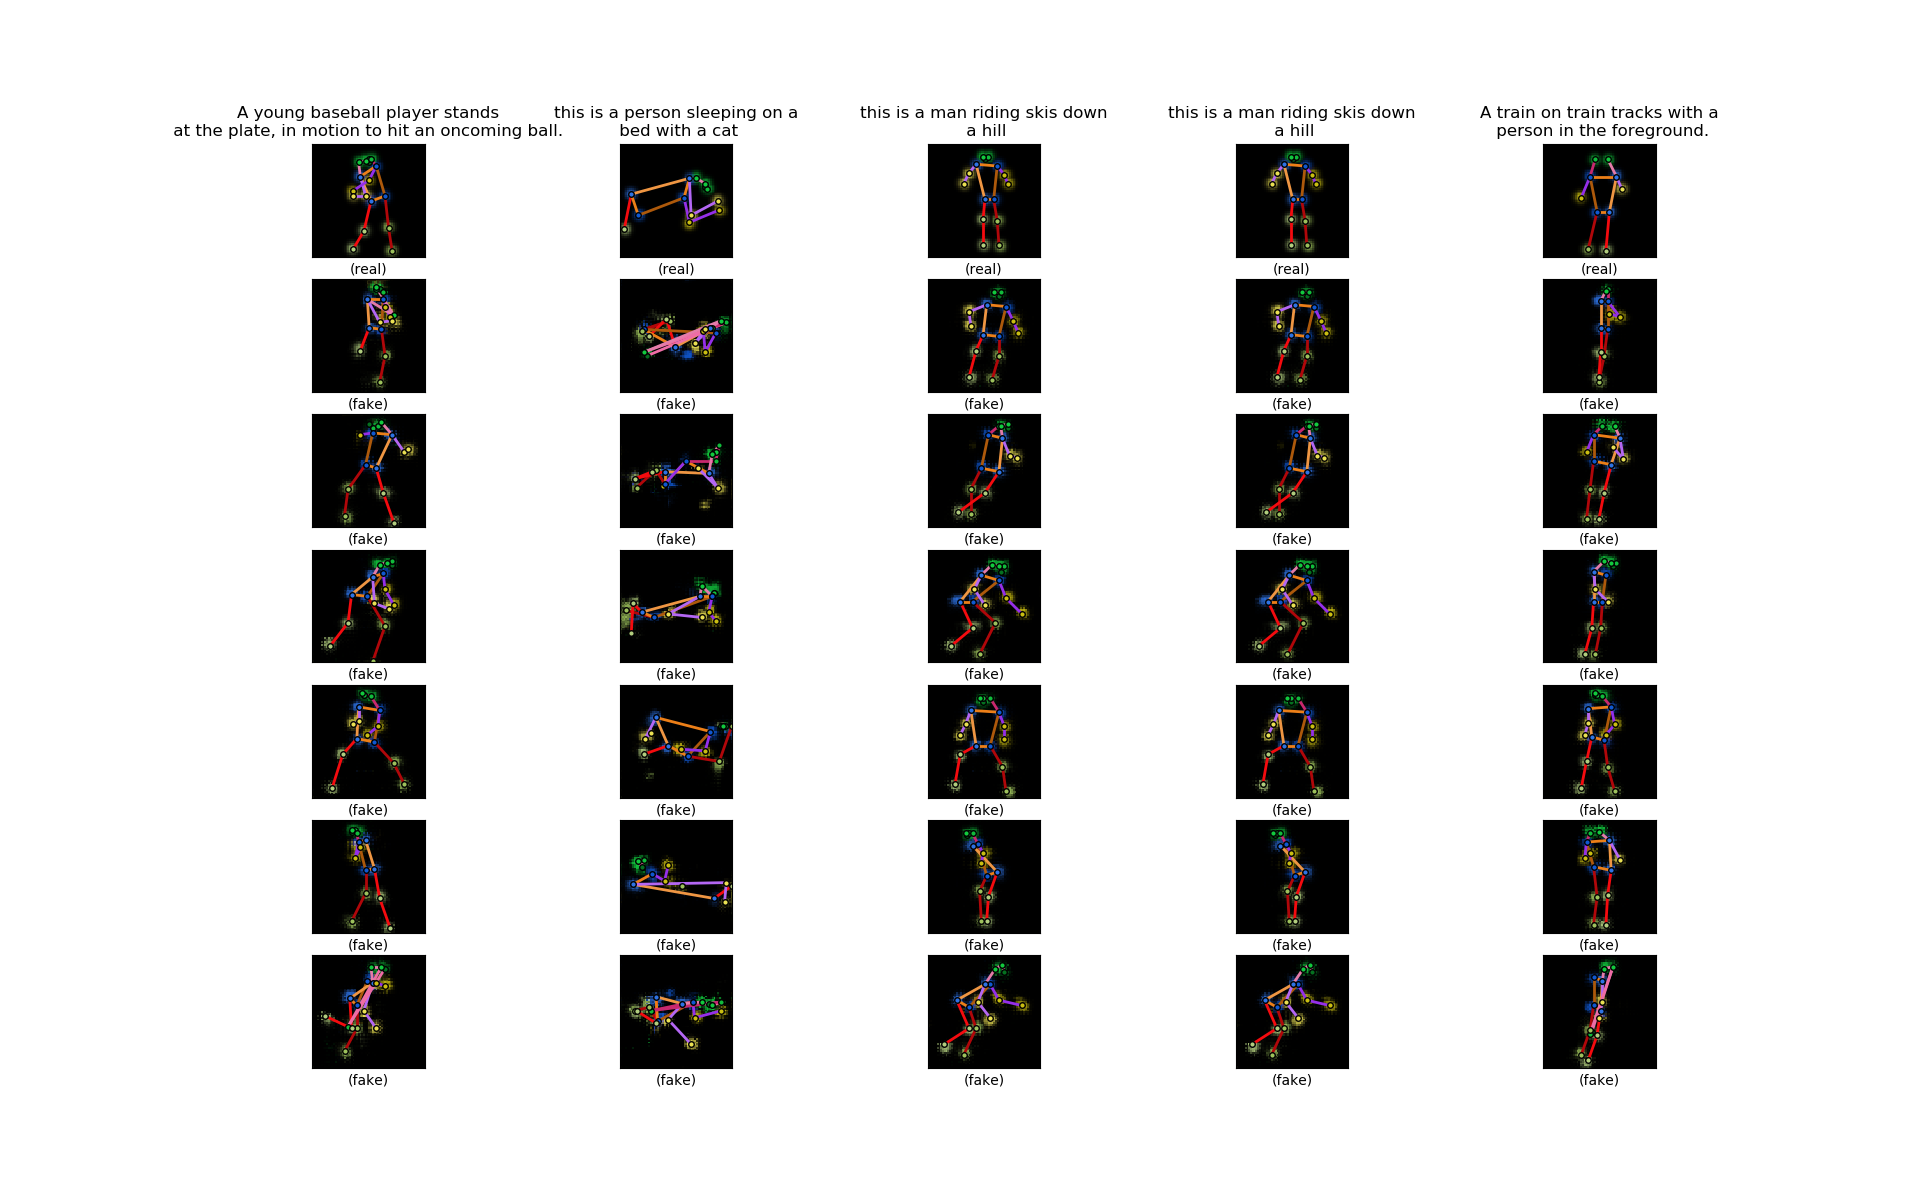 A young baseball player stands
at the plate, in motion to hit an oncoming ball.
this is a person sleeping on a
bed with a cat
this is a man riding skis down
a hill
this is a man riding skis down
a hill
A train on train tracks with a
person in the foreground.
(real) (real) (real) (real) (real)
(fake) (fake) (fake) (fake) (fake)
(fake) (fake) (fake) (fake) (fake)
(fake) (fake) (fake) (fake) (fake)
(fake) (fake) (fake) (fake) (fake)
(fake) (fake) (fake) (fake) (fake)
(fake) (fake) (fake) (fake) (fake)